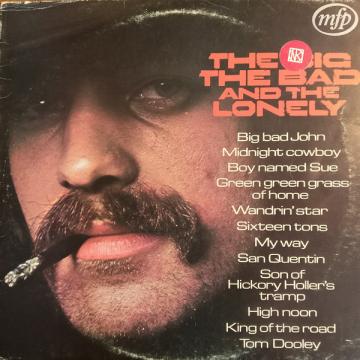 mfp
THE BIG
THE BAD
AND THE
LONELY
Big bad John
Midnight cowboy
Boy named Sue
Green green grass
of home
Wandrin' star
Sixteen tons
My way
San Quentin
Son of
Hickory Holler's
tramp
High noon
King of the road
Tom Dooley